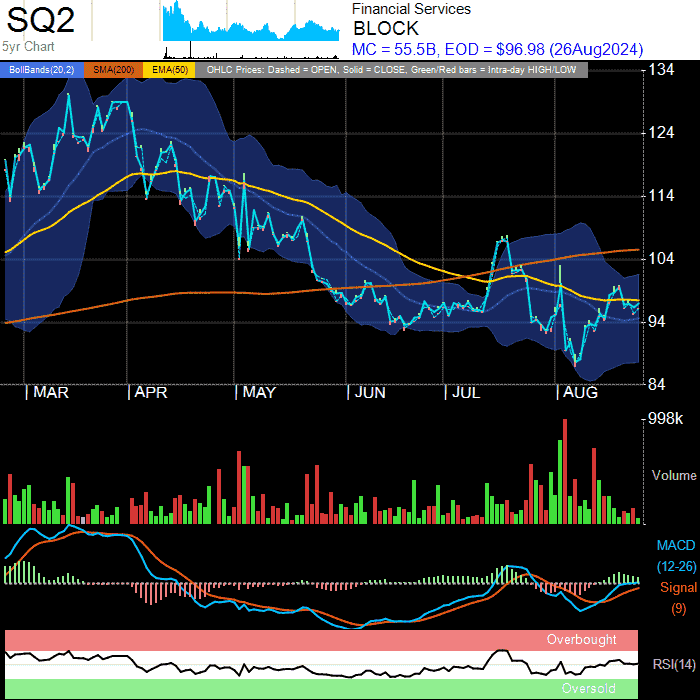 SQ2
5yr Chart
Financial Services
BLOCK
MC = 55.5B, EOD = $96.98 (26Aug2024)
BollBands(20,2) SMA(200) EMA(50) OHLC Prices: Dashed = OPEN, Solid = CLOSE, Green/Red bars = Intra-day HIGH/LOW
134
124
114
104
94
84
| MAR | APR | MAY | JUN | JUL | AUG
998k
Volume
MACD
(12-26)
Signal
(9)
Overbought
RSI(14)
Oversold